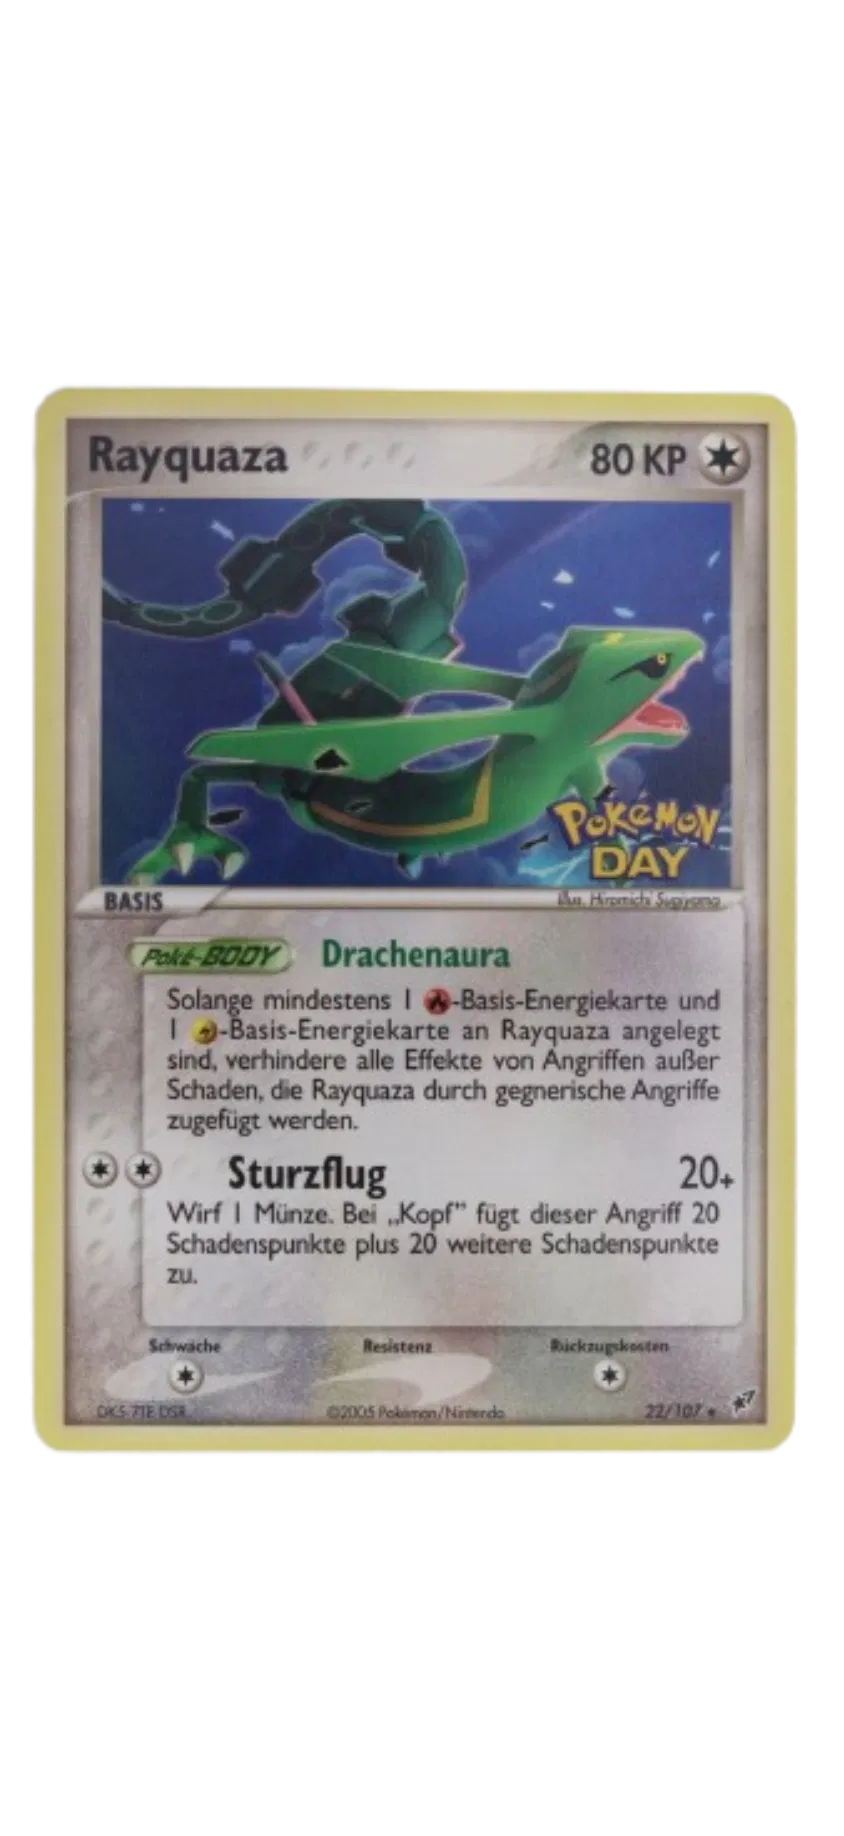 Rayquaza 80 KP
POKéMON
DAY
BASIS
Illus. Hiromichi Sugiyama
Poké-BODY Drachenaura
Solange mindestens 1 -Basis-Energiekarte und
1 -Basis-Energiekarte an Rayquaza angelegt
sind, verhindere alle Effekte von Angriffen außer
Schaden, die Rayquaza durch gegnerische Angriffe
zugefügt werden.
Sturzflug 20+
Wirf 1 Münze. Bei „Kopf” fügt dieser Angriff 20
Schadenspunkte plus 20 weitere Schadenspunkte
zu.
Schwäche Resistenz Rückzugskosten
DKS-7TE-DSR ©2005 Pokémon/Nintendo 22/107 ★